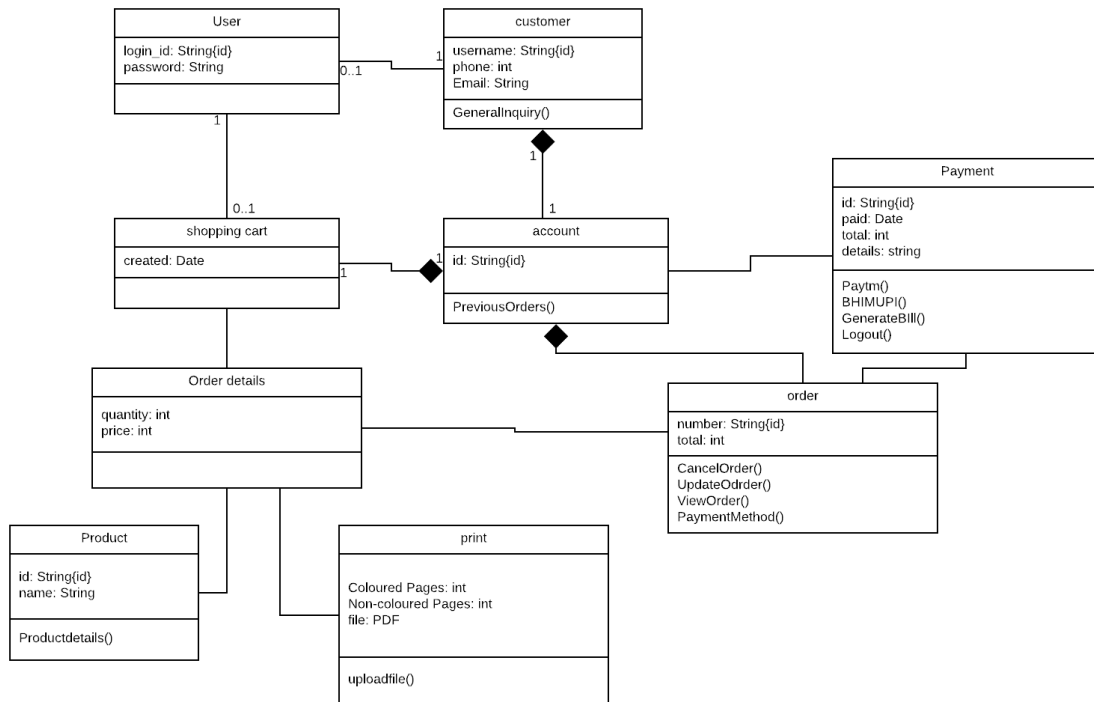 User
login_id: String{id}
password: String
customer
username: String{id}
phone: int
Email: String
GeneralInquiry()
1
0..1
1
1
1
0..1
shopping cart
created: Date
1
1
account
id: String{id}
PreviousOrders()
1
Payment
id: String{id}
paid: Date
total: int
details: string
Paytm()
BHIMUPI()
GenerateBIll()
Logout()
Order details
quantity: int
price: int
order
number: String{id}
total: int
CancelOrder()
UpdateOdrder()
ViewOrder()
PaymentMethod()
Product
id: String{id}
name: String
Productdetails()
print
Coloured Pages: int
Non-coloured Pages: int
file: PDF
uploadfile()